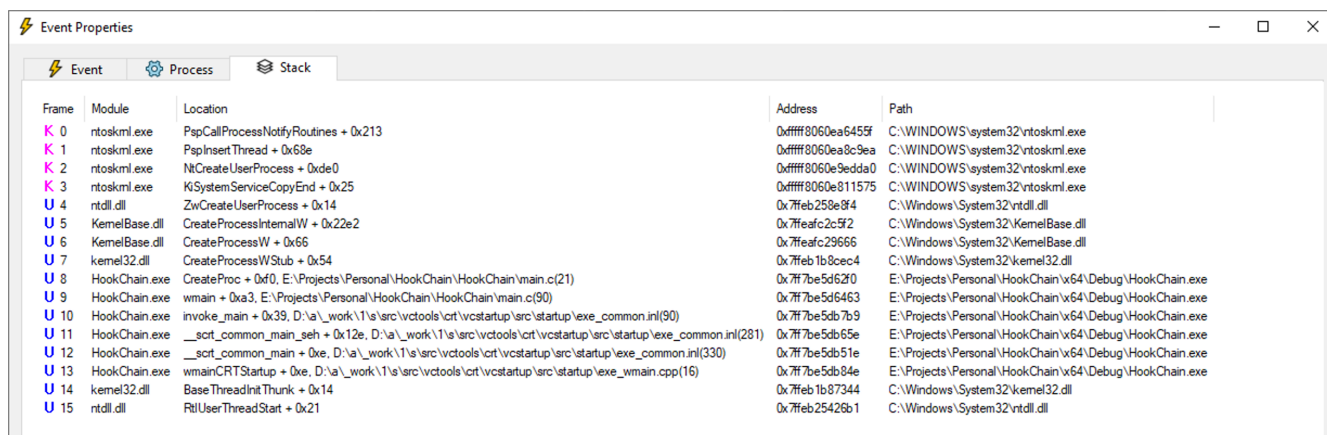 Event Properties
Event Process Stack
Frame Module Location Address Path
K 0 ntoskrnl.exe PspCallProcessNotifyRoutines + 0x213 0xfffff8060ea6455f C:\WINDOWS\system32\ntoskrnl.exe
K 1 ntoskrnl.exe PspInsertThread + 0x68e 0xfffff8060ea8c9ea C:\WINDOWS\system32\ntoskrnl.exe
K 2 ntoskrnl.exe NtCreateUserProcess + 0xde0 0xfffff8060e9edda0 C:\WINDOWS\system32\ntoskrnl.exe
K 3 ntoskrnl.exe KiSystemServiceCopyEnd + 0x25 0xfffff8060e811575 C:\WINDOWS\system32\ntoskrnl.exe
U 4 ntdll.dll ZwCreateUserProcess + 0x14 0x7ffeb258e8f4 C:\Windows\System32\ntdll.dll
U 5 KernelBase.dll CreateProcessInternalW + 0x22e2 0x7ffeafc2c5f2 C:\Windows\System32\KernelBase.dll
U 6 KernelBase.dll CreateProcessW + 0x66 0x7ffeafc29666 C:\Windows\System32\KernelBase.dll
U 7 kernel32.dll CreateProcessWStub + 0x54 0x7ffeb1b8cec4 C:\Windows\System32\kernel32.dll
U 8 HookChain.exe CreateProc + 0xf0, E:\Projects\Personal\HookChain\HookChain\main.c(21) 0x7ff7be5d62f0 E:\Projects\Personal\HookChain\x64\Debug\HookChain.exe
U 9 HookChain.exe wmain + 0xa3, E:\Projects\Personal\HookChain\HookChain\main.c(90) 0x7ff7be5d6463 E:\Projects\Personal\HookChain\x64\Debug\HookChain.exe
U 10 HookChain.exe invoke_main + 0x39, D:\a\_work\1\s\src\vctools\crt\vcstartup\src\startup\exe_common.inl(90) 0x7ff7be5db7b9 E:\Projects\Personal\HookChain\x64\Debug\HookChain.exe
U 11 HookChain.exe __scrt_common_main_seh + 0x12e, D:\a\_work\1\s\src\vctools\crt\vcstartup\src\startup\exe_common.inl(281) 0x7ff7be5db65e E:\Projects\Personal\HookChain\x64\Debug\HookChain.exe
U 12 HookChain.exe __scrt_common_main + 0xe, D:\a\_work\1\s\src\vctools\crt\vcstartup\src\startup\exe_common.inl(330) 0x7ff7be5db51e E:\Projects\Personal\HookChain\x64\Debug\HookChain.exe
U 13 HookChain.exe wmainCRTStartup + 0xe, D:\a\_work\1\s\src\vctools\crt\vcstartup\src\startup\exe_wmain.cpp(16) 0x7ff7be5db84e E:\Projects\Personal\HookChain\x64\Debug\HookChain.exe
U 14 kernel32.dll BaseThreadInitThunk + 0x14 0x7ffeb1b87344 C:\Windows\System32\kernel32.dll
U 15 ntdll.dll RtlUserThreadStart + 0x21 0x7ffeb25426b1 C:\Windows\System32\ntdll.dll